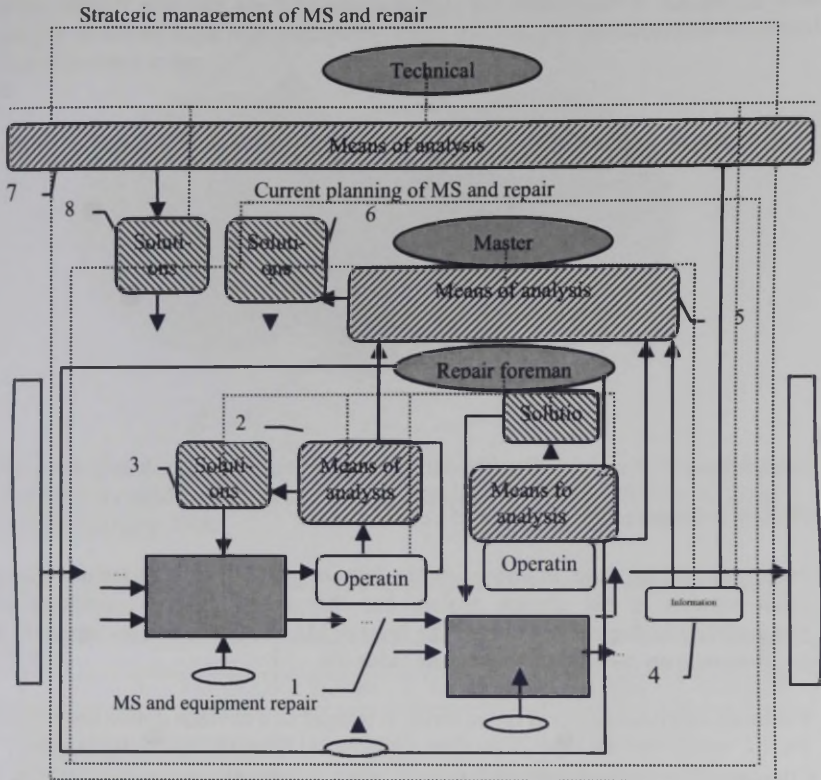 Strategic management of MS and repair
Technical
Means of analysis
7
Current planning of MS and repair
8
6
Soluti-
ons
Soluti-
ons
Master
Means of analysis
5
Repair foreman
2
Solutio
3
Soluti-
ons
Means of
analysis
Means fo
analysis
...
Operatin
Operatin
Information
...
...
1
4
MS and equipment repair